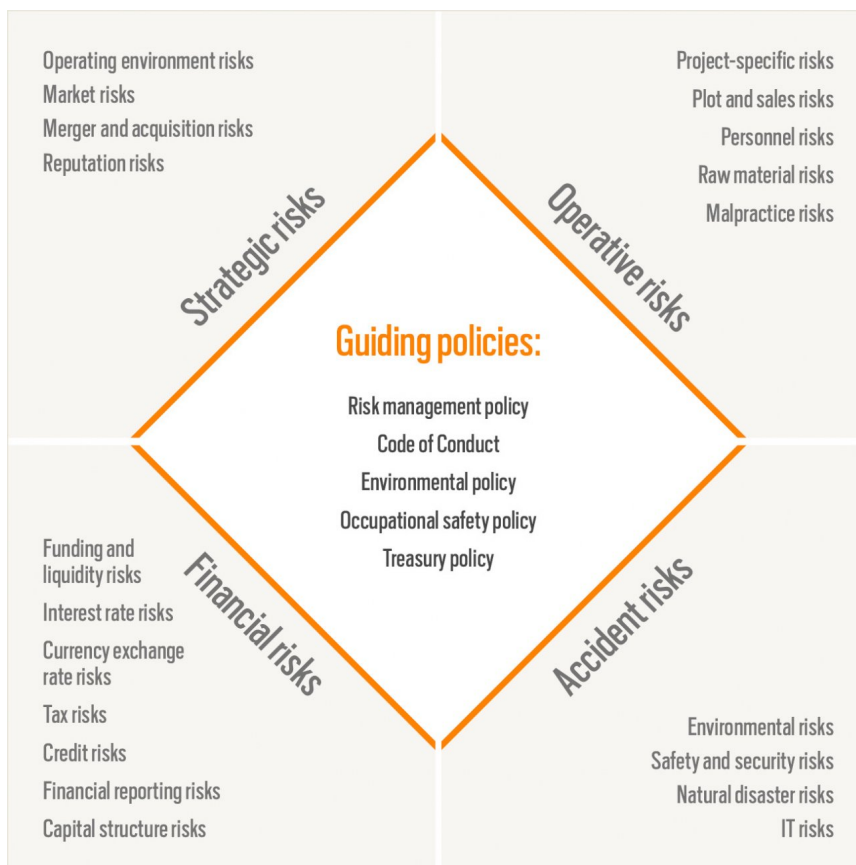 Operating environment risks
Market risks
Merger and acquisition risks
Reputation risks
Strategic risks
Project-specific risks
Plot and sales risks
Personnel risks
Raw material risks
Malpractice risks
Operative risks
Guiding policies:
Risk management policy
Code of Conduct
Environmental policy
Occupational safety policy
Treasury policy
Funding and
liquidity risks
Interest rate risks
Currency exchange
rate risks
Tax risks
Credit risks
Financial reporting risks
Capital structure risks
Financial risks
Accident risks
Environmental risks
Safety and security risks
Natural disaster risks
IT risks